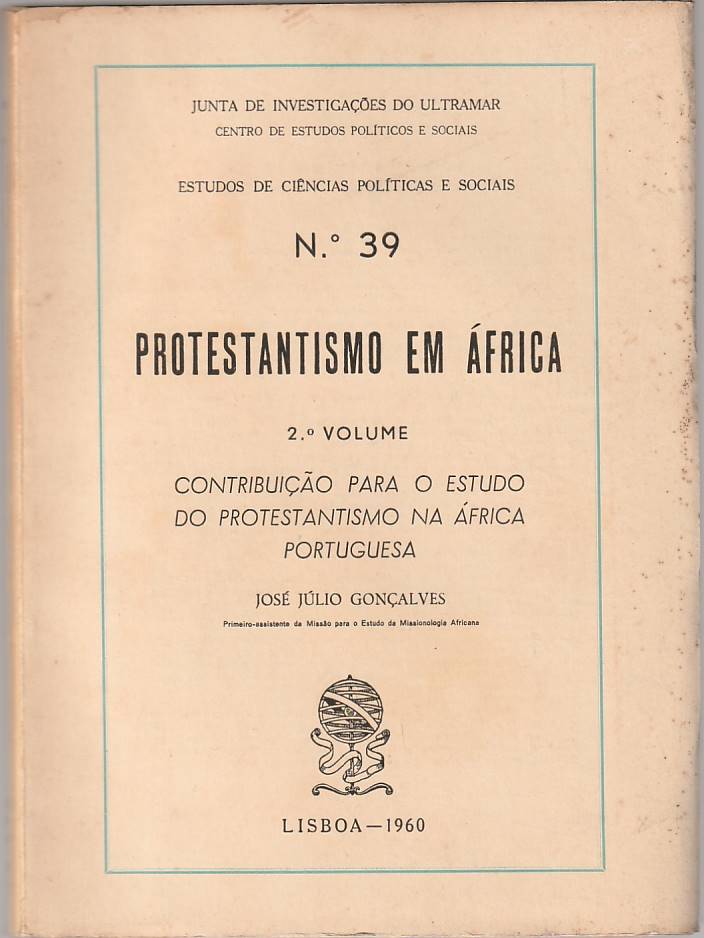 JUNTA DE INVESTIGAÇÕES DO ULTRAMAR
CENTRO DE ESTUDOS POLÍTICOS E SOCIAIS
ESTUDOS DE CIÊNCIAS POLÍTICAS E SOCIAIS
N.º 39
PROTESTANTISMO EM ÁFRICA
2.º VOLUME
CONTRIBUIÇÃO PARA O ESTUDO
DO PROTESTANTISMO NA ÁFRICA
PORTUGUESA
JOSÉ JÚLIO GONÇALVES
Primeiro-assistente da Missão para o Estudo da Missionologia Africana
LISBOA—1960